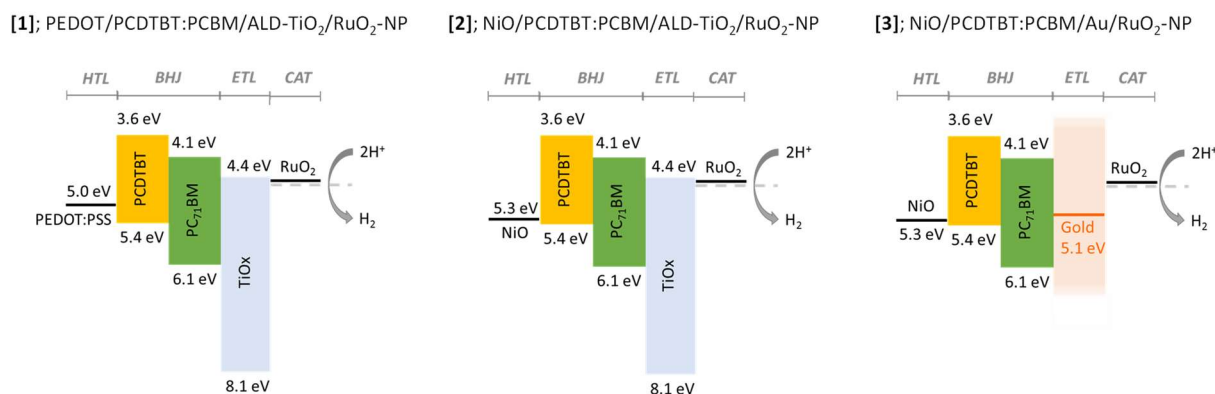 [1]; PEDOT/PCDTBT:PCBM/ALD-TiO₂/RuO₂-NP
HTL BHJ ETL CAT
3.6 eV
4.1 eV
4.4 eV
RuO₂
2H⁺
5.0 eV
PEDOT:PSS
PCDTBT
PC₇₁BM
H₂
5.4 eV
6.1 eV
TiOx
8.1 eV
[2]; NiO/PCDTBT:PCBM/ALD-TiO₂/RuO₂-NP
HTL BHJ ETL CAT
3.6 eV
4.1 eV
4.4 eV
RuO₂
2H⁺
5.3 eV
NiO
PCDTBT
PC₇₁BM
H₂
5.4 eV
6.1 eV
TiOx
8.1 eV
[3]; NiO/PCDTBT:PCBM/Au/RuO₂-NP
HTL BHJ ETL CAT
3.6 eV
4.1 eV
RuO₂
2H⁺
NiO
5.3 eV
PCDTBT
PC₇₁BM
Gold
5.1 eV
H₂
5.4 eV
6.1 eV